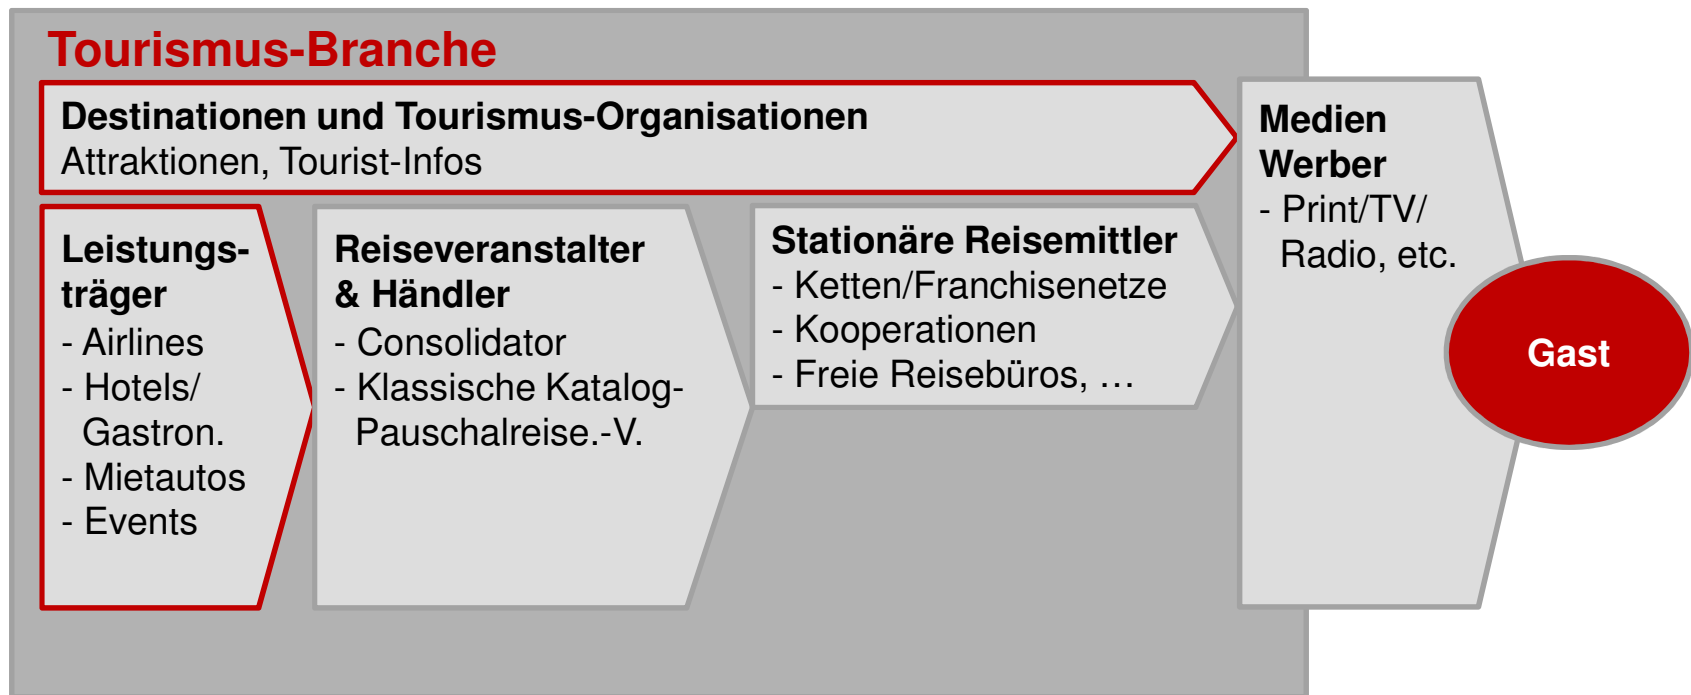 Tourismus-Branche
Destinationen und Tourismus-Organisationen
Attraktionen, Tourist-Infos
Leistungs-
träger
- Airlines
- Hotels/
Gastron.
- Mietautos
- Events
Reiseveranstalter
& Händler
- Consolidator
- Klassische Katalog-
Pauschalreise.-V.
Stationäre Reisemittler
- Ketten/Franchisenetze
- Kooperationen
- Freie Reisebüros, …
Medien
Werber
- Print/TV/
Radio, etc.
Gast